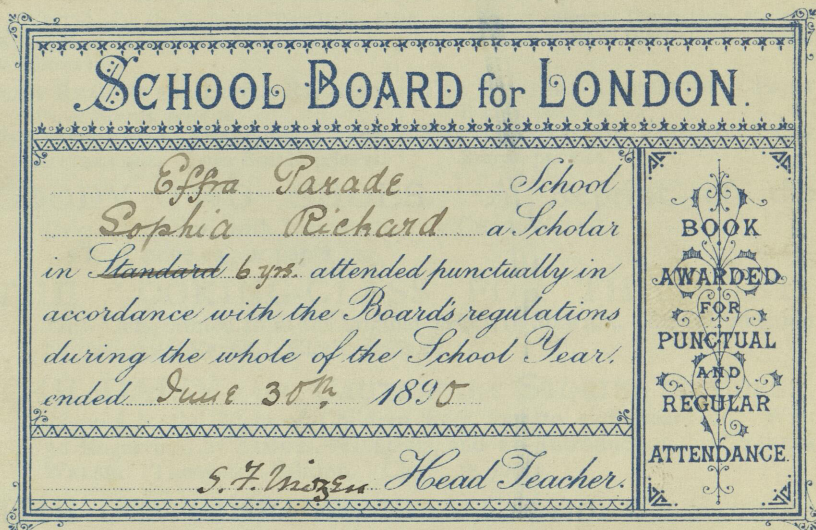 SCHOOL BOARD for LONDON.
Effra Parade School
Sophia Richard a Scholar
in Standard 6 yrs. attended punctually in
accordance with the Board's regulations
during the whole of the School Year,
ended June 30th 1890
S. F. Head Teacher.
BOOK
AWARDED
FOR
PUNCTUAL
AND
REGULAR
ATTENDANCE.